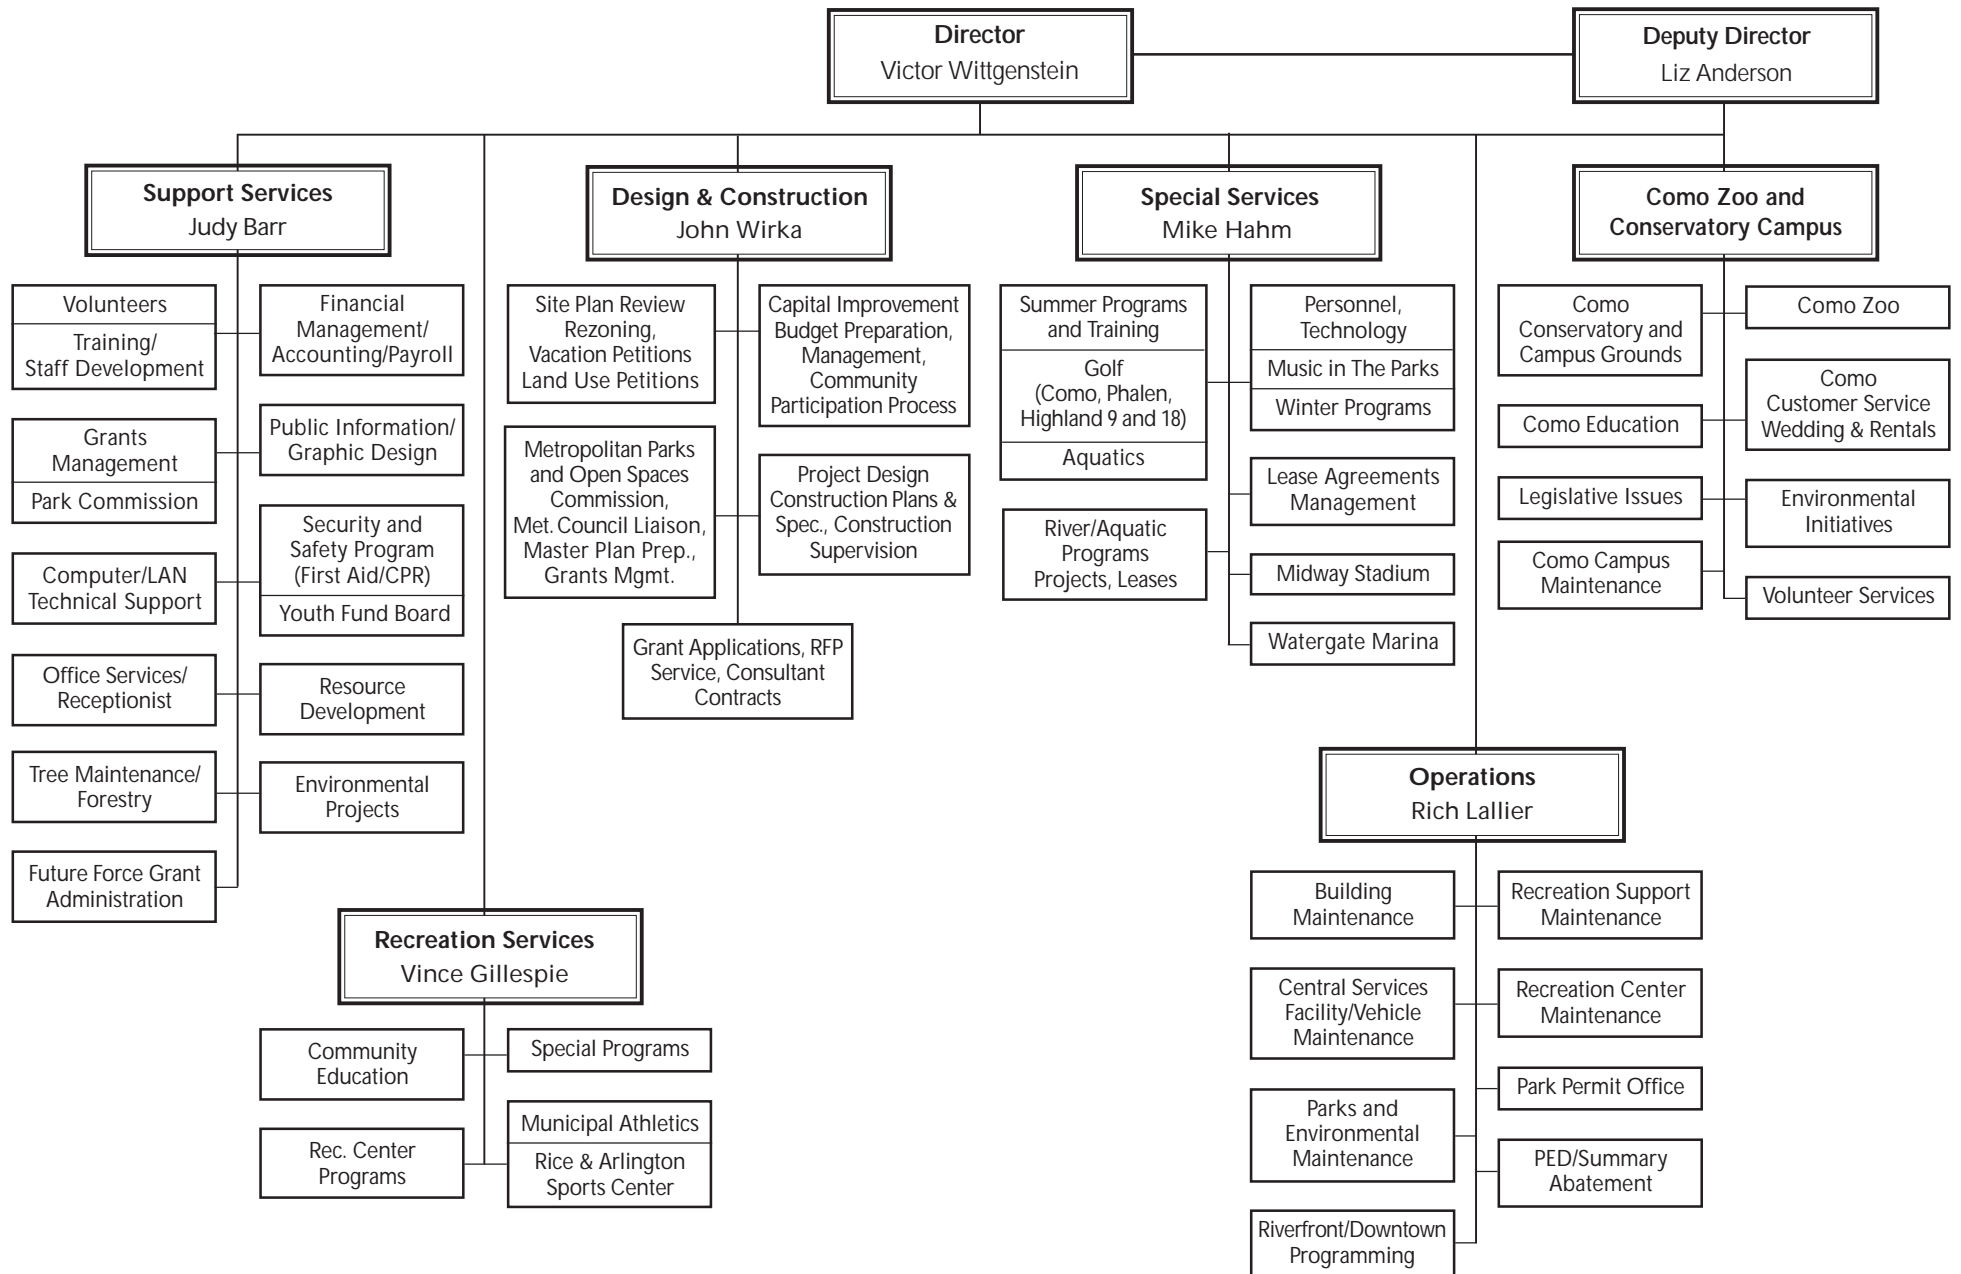 Director
Victor Wittgenstein
Deputy Director
Liz Anderson
Support Services
Judy Barr
Design & Construction
John Wirka
Special Services
Mike Hahm
Como Zoo and
Conservatory Campus
Volunteers
Training/
Staff Development
Financial
Management/
Accounting/Payroll
Grants
Management
Park Commission
Public Information/
Graphic Design
Computer/LAN
Technical Support
Security and
Safety Program
(First Aid/CPR)
Youth Fund Board
Office Services/
Receptionist
Resource
Development
Tree Maintenance/
Forestry
Environmental
Projects
Future Force Grant
Administration
Site Plan Review
Rezoning,
Vacation Petitions
Land Use Petitions
Capital Improvement
Budget Preparation,
Management,
Community
Participation Process
Metropolitan Parks
and Open Spaces
Commission,
Met. Council Liaison,
Master Plan Prep.,
Grants Mgmt.
Project Design
Construction Plans &
Spec., Construction
Supervision
Grant Applications, RFP
Service, Consultant
Contracts
Summer Programs
and Training
Golf
(Como, Phalen,
Highland 9 and 18)
Aquatics
Personnel,
Technology
Music in The Parks
Winter Programs
Lease Agreements
Management
River/Aquatic
Programs
Projects, Leases
Midway Stadium
Watergate Marina
Como
Conservatory and
Campus Grounds
Como Zoo
Como Education
Como
Customer Service
Wedding & Rentals
Legislative Issues
Environmental
Initiatives
Como Campus
Maintenance
Volunteer Services
Recreation Services
Vince Gillespie
Community
Education
Special Programs
Rec. Center
Programs
Municipal Athletics
Rice & Arlington
Sports Center
Operations
Rich Lallier
Building
Maintenance
Recreation Support
Maintenance
Central Services
Facility/Vehicle
Maintenance
Recreation Center
Maintenance
Parks and
Environmental
Maintenance
Park Permit Office
PED/Summary
Abatement
Riverfront/Downtown
Programming